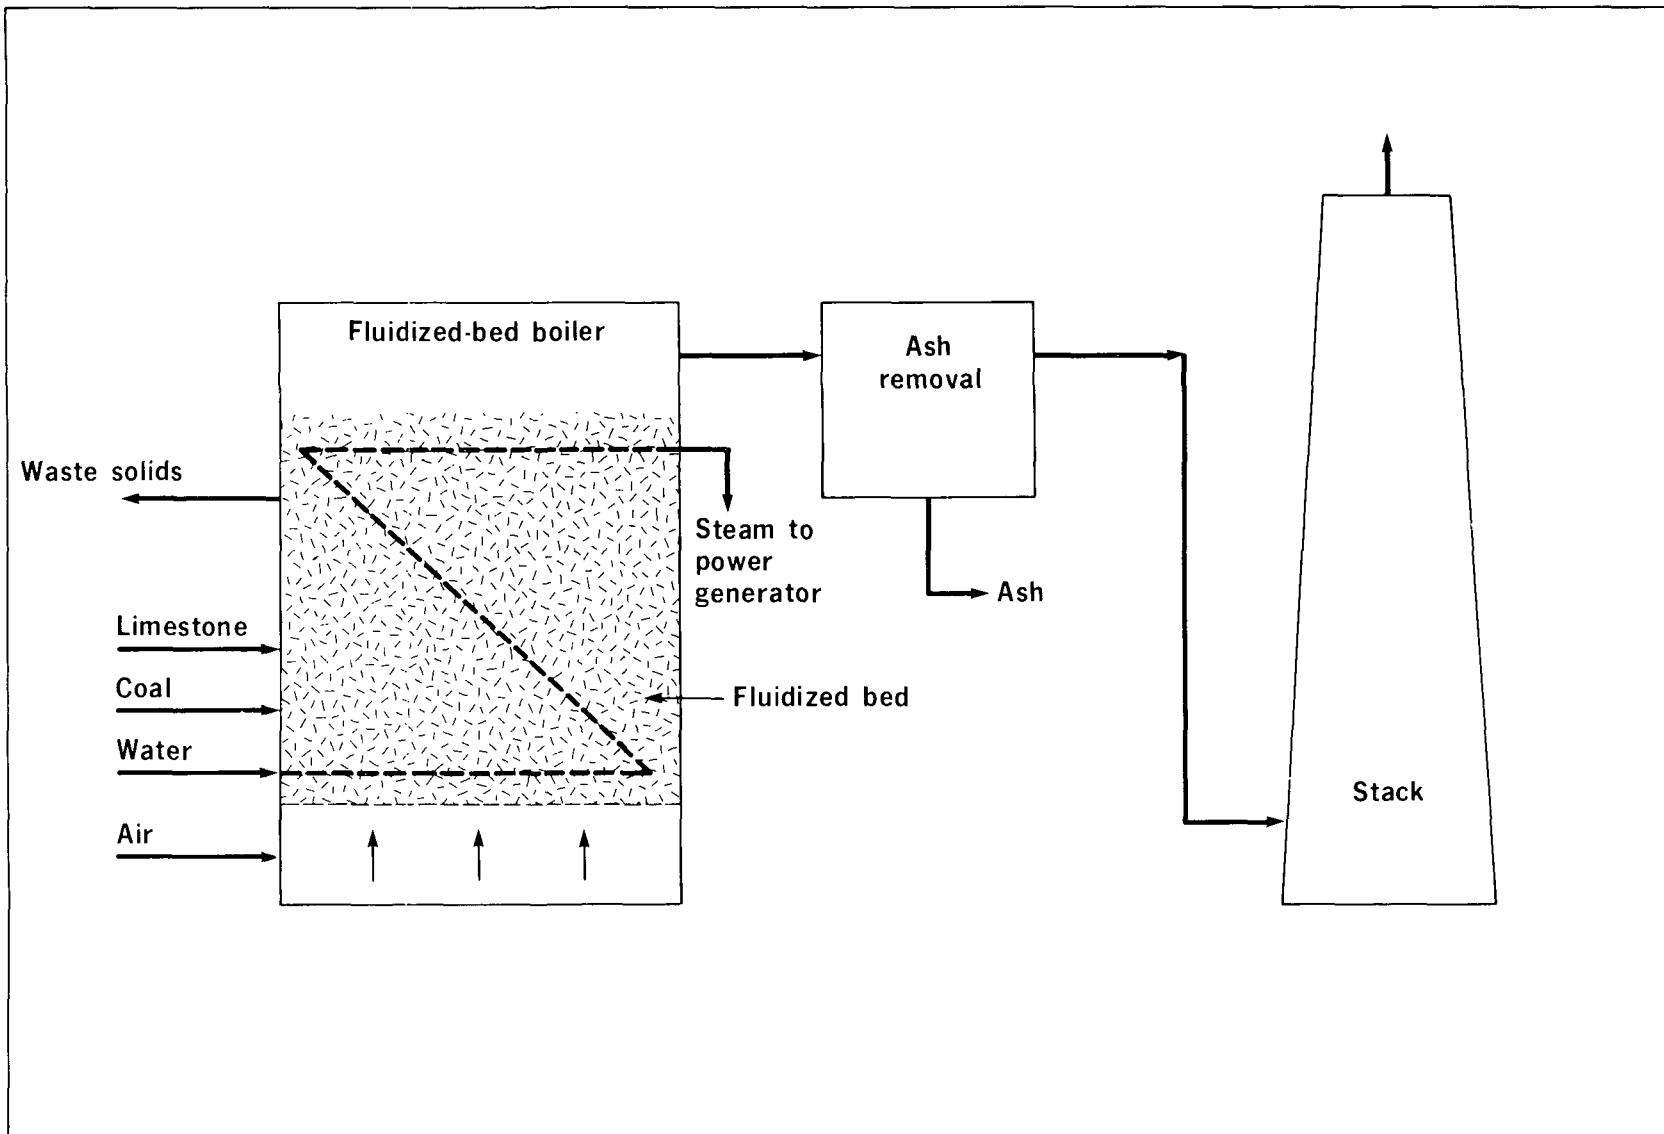 Fluidized-bed boiler
Ash
removal
Waste solids
Steam to
power
generator
Ash
Limestone
Coal
Fluidized bed
Water
Stack
Air